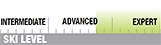 INTERMEDIATE ADVANCED EXPERT
SKI LEVEL